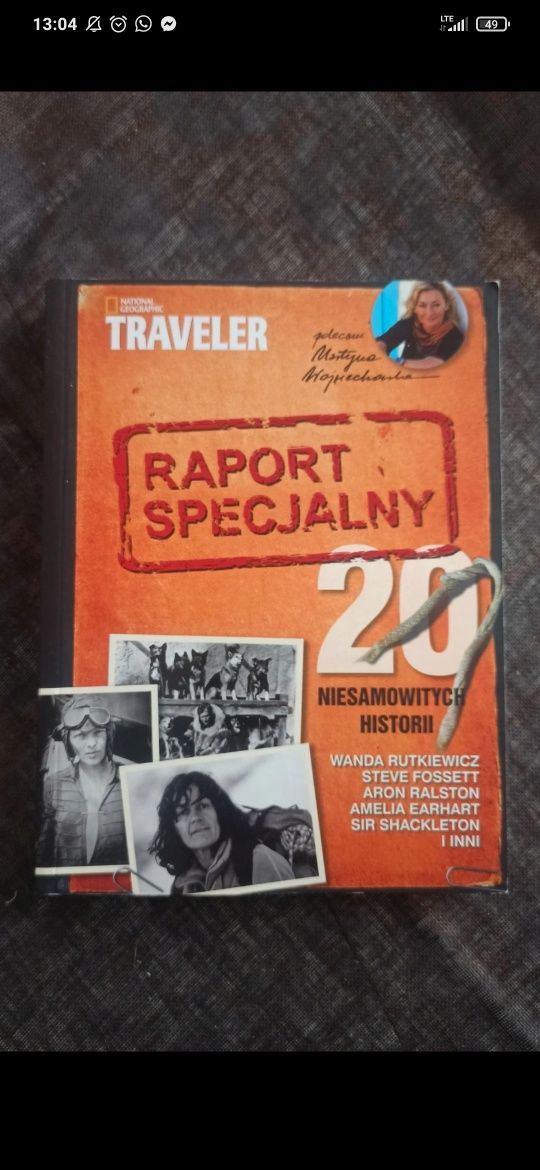 13:04
LTE
49
NATIONAL
GEOGRAPHIC
TRAVELER
polecam
Martyna
Wojciechowska
RAPORT
SPECJALNY
20
NIESAMOWITYCH
HISTORII
WANDA RUTKIEWICZ
STEVE FOSSETT
ARON RALSTON
AMELIA EARHART
SIR SHACKLETON
I INNI